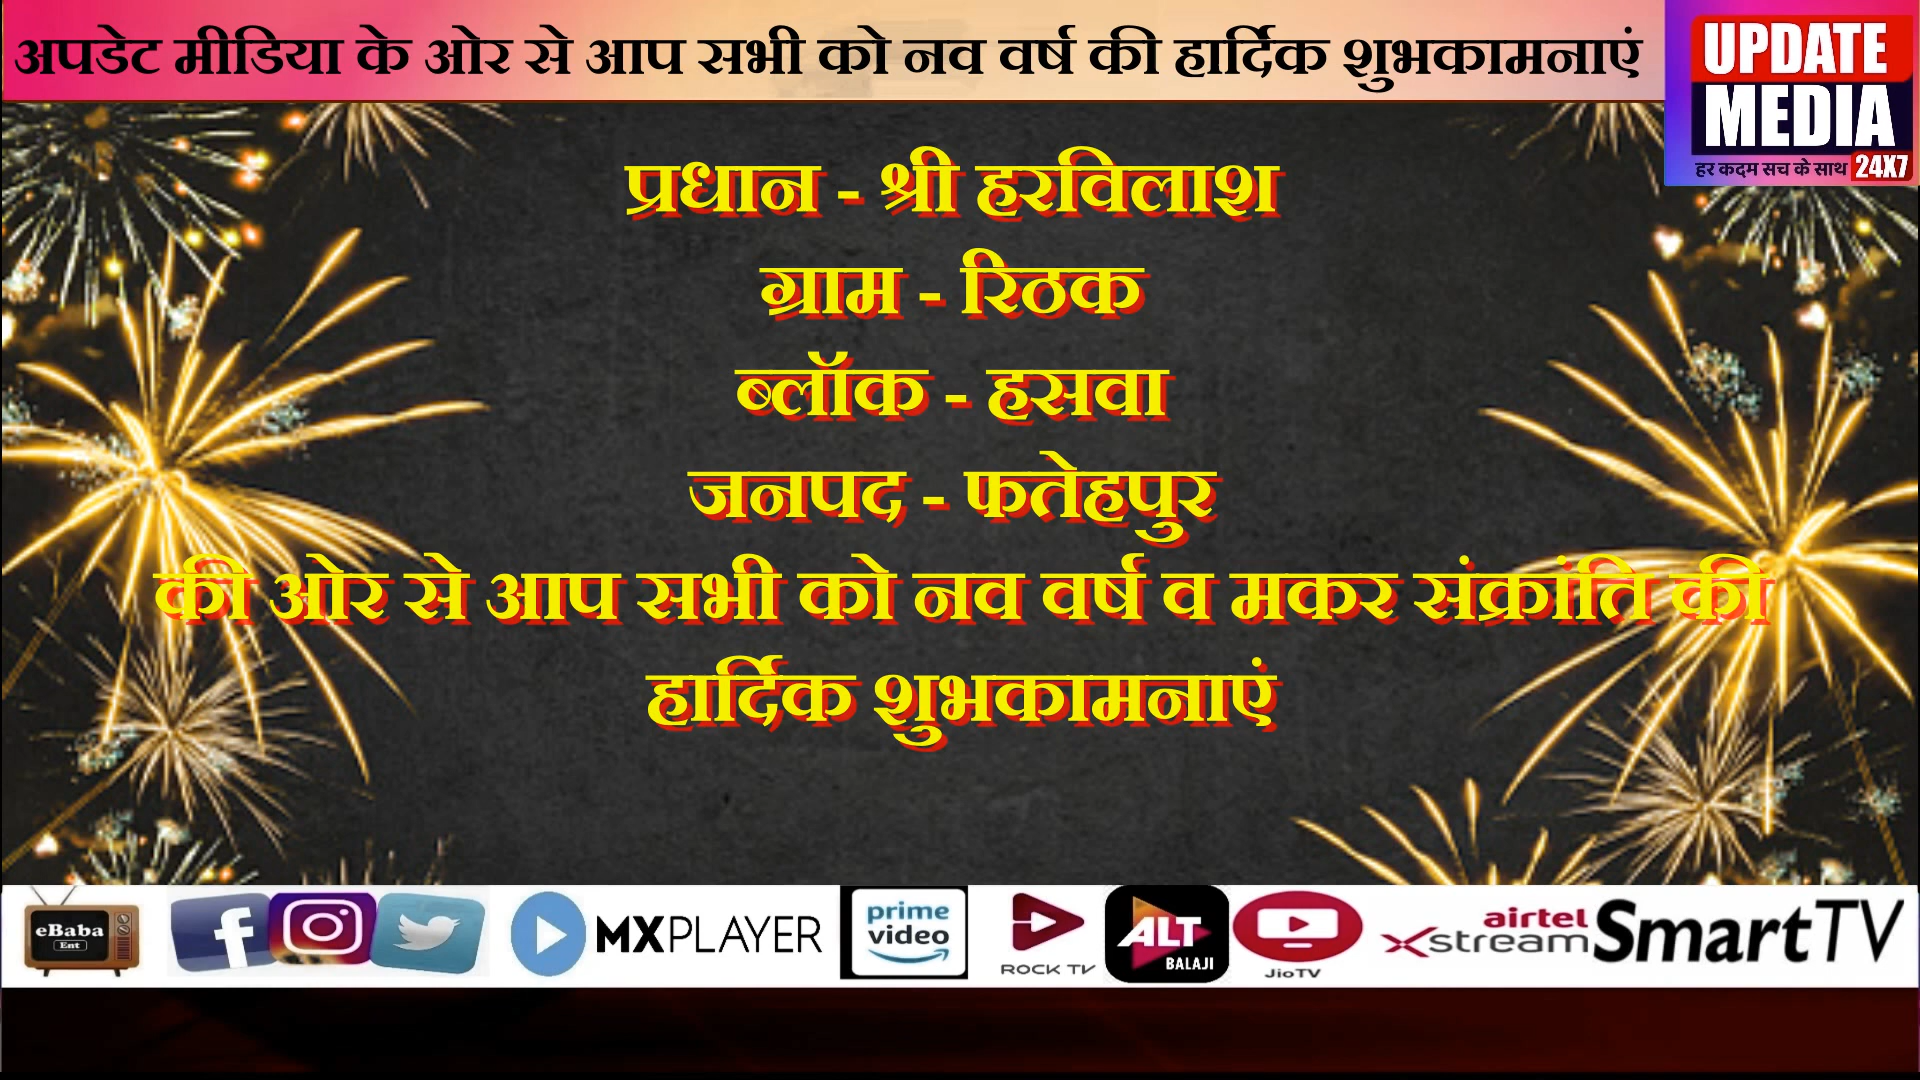 अपडेट मीडिया के ओर से आप सभी को नव वर्ष की हार्दिक शुभकामनाएं
UPDATE
MEDIA
हर कदम सच के साथ 24X7
प्रधान - श्री हरविलाश
ग्राम - रिठक
ब्लॉक - हसवा
जनपद - फतेहपुर
की ओर से आप सभी को नव वर्ष व मकर संक्रांति की
हार्दिक शुभकामनाएं
eBaba
Ent
MXPLAYER
prime
video
ROCK TV
ALT
BALAJI
JioTV
airtel
Xstream
SmartTV